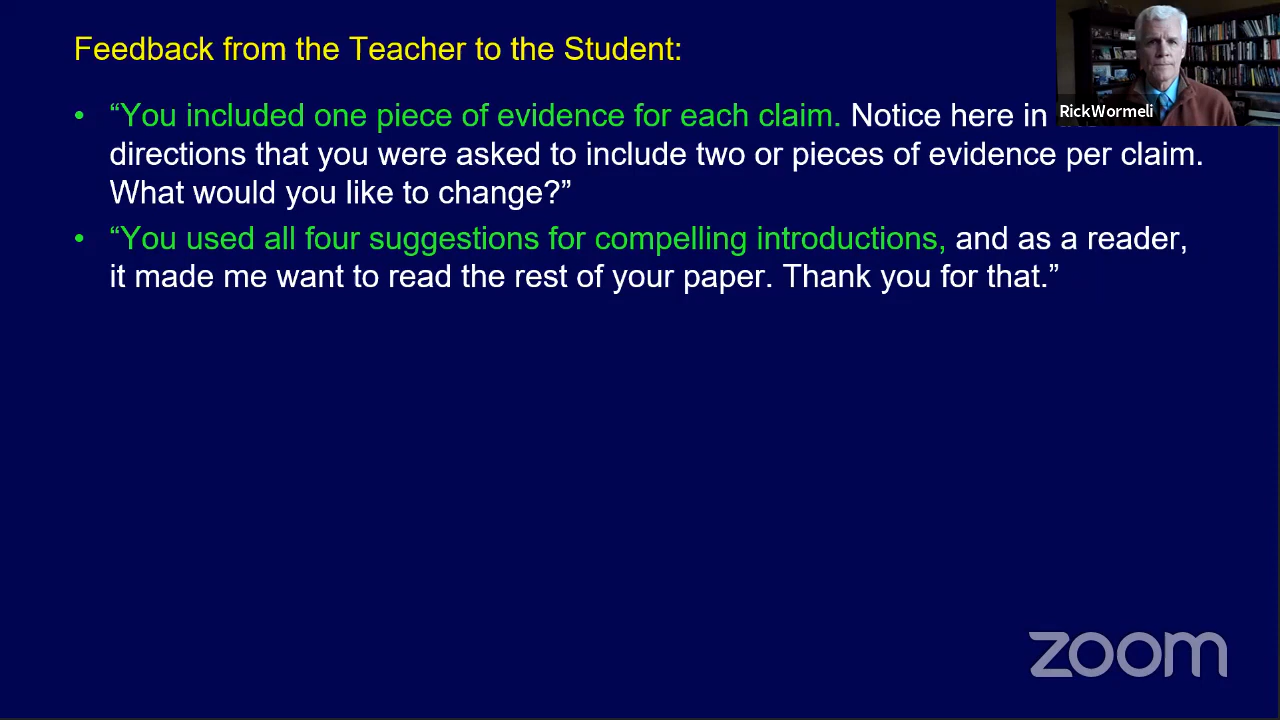 Feedback from the Teacher to the Student:
• “You included one piece of evidence for each claim. Notice here in
directions that you were asked to include two or pieces of evidence per claim.
What would you like to change?”
• “You used all four suggestions for compelling introductions, and as a reader,
it made me want to read the rest of your paper. Thank you for that.”
RickWormeli
zoom